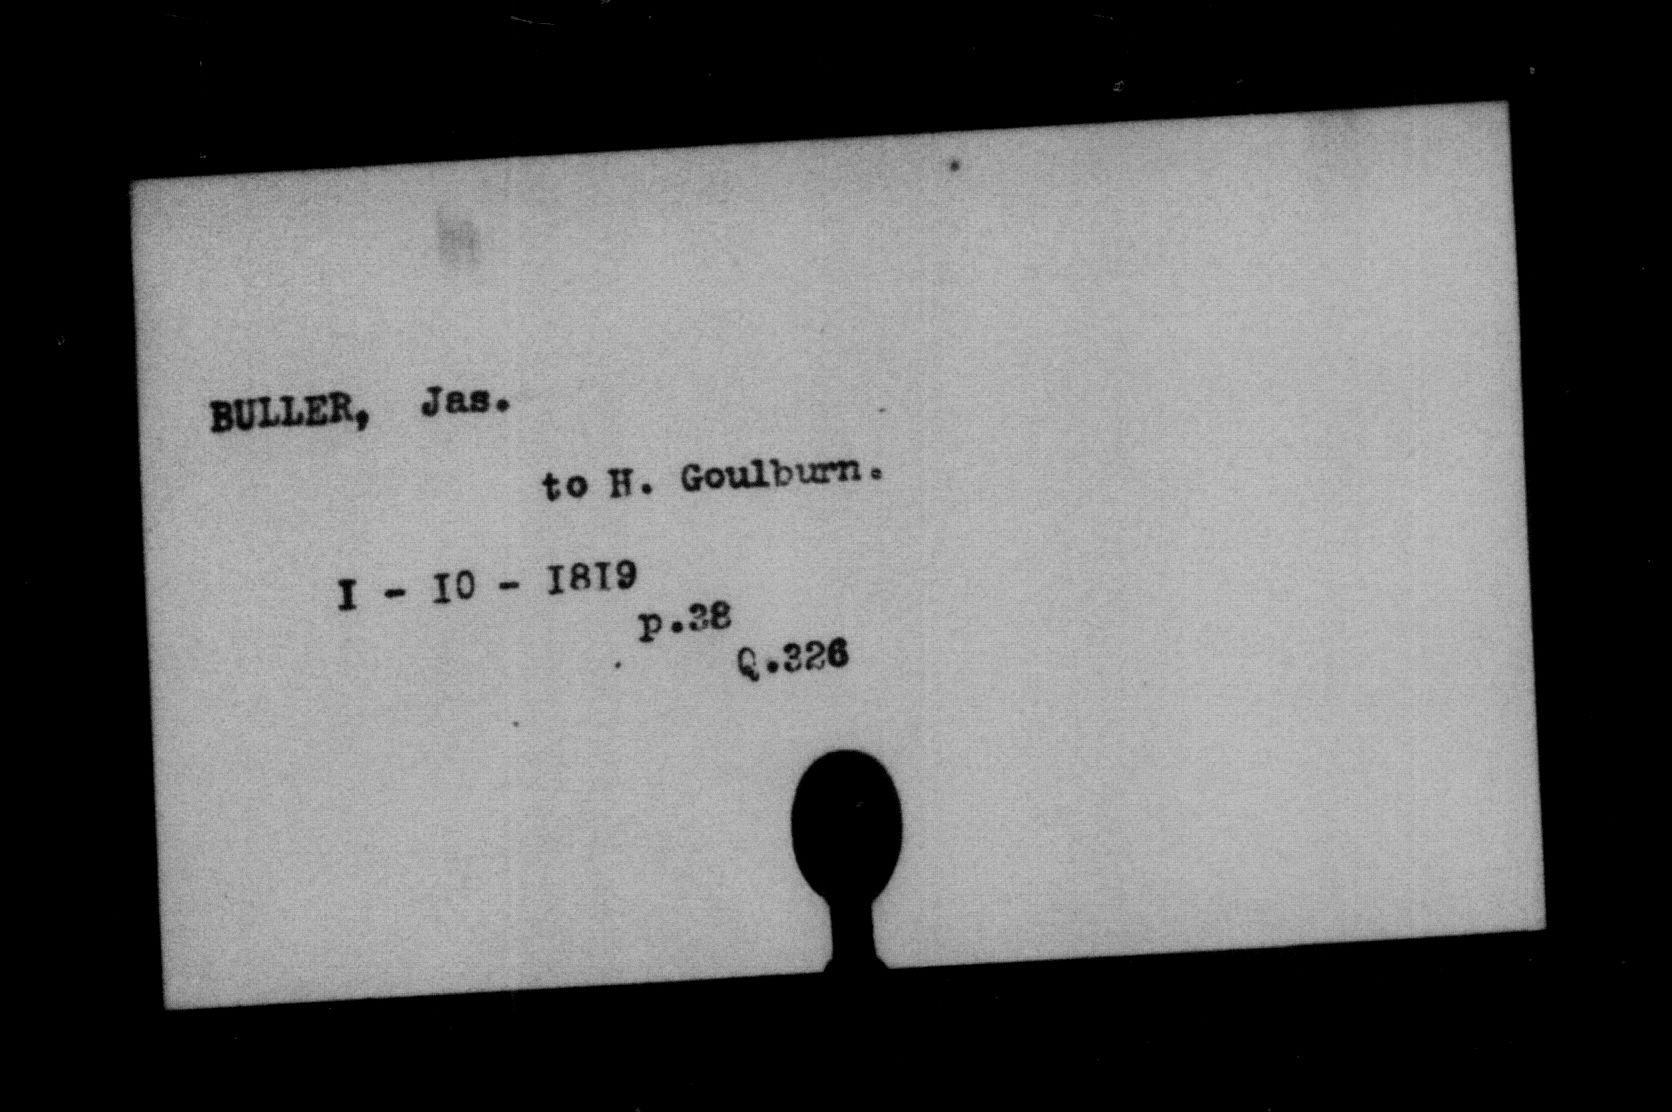 BULLER, Jas.
to H. Goulburn.
I - IO - I8I9
p.38
Q.326